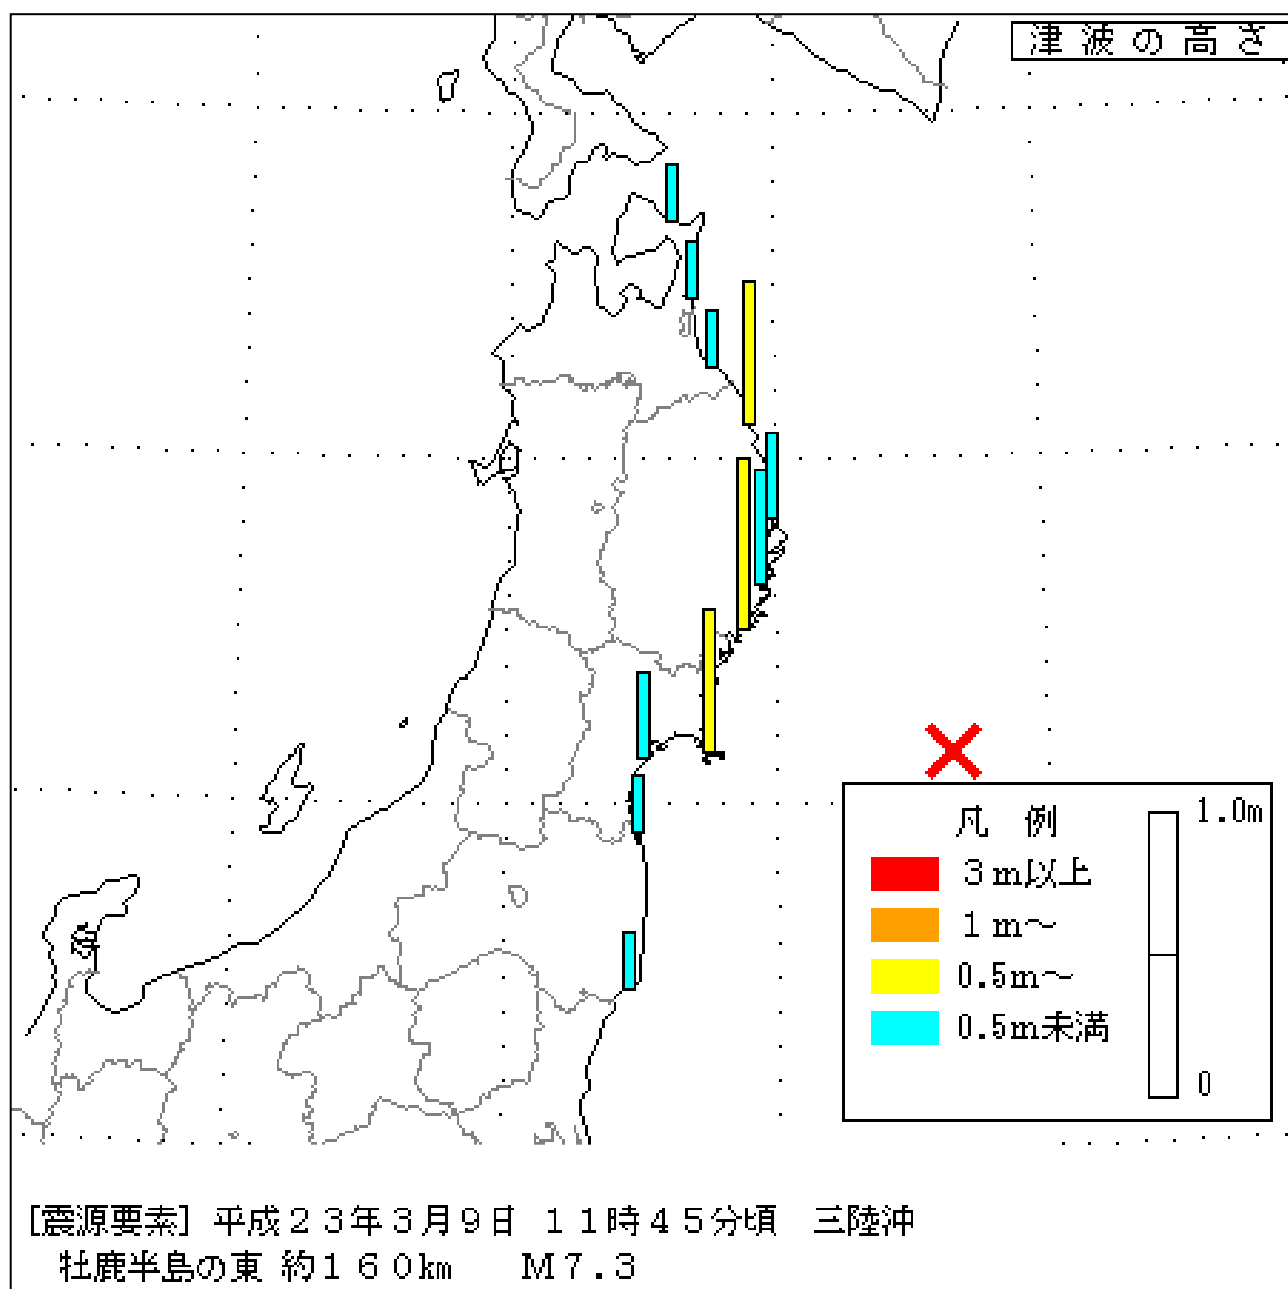 津波の高さ
凡例
1.0m
３ｍ以上
１ｍ～
0.5m～
0.5m未満
0
[震源要素] 平成２３年３月９日 １１時４５分頃　三陸沖
牡鹿半島の東 約１６０km　　Ｍ７.３